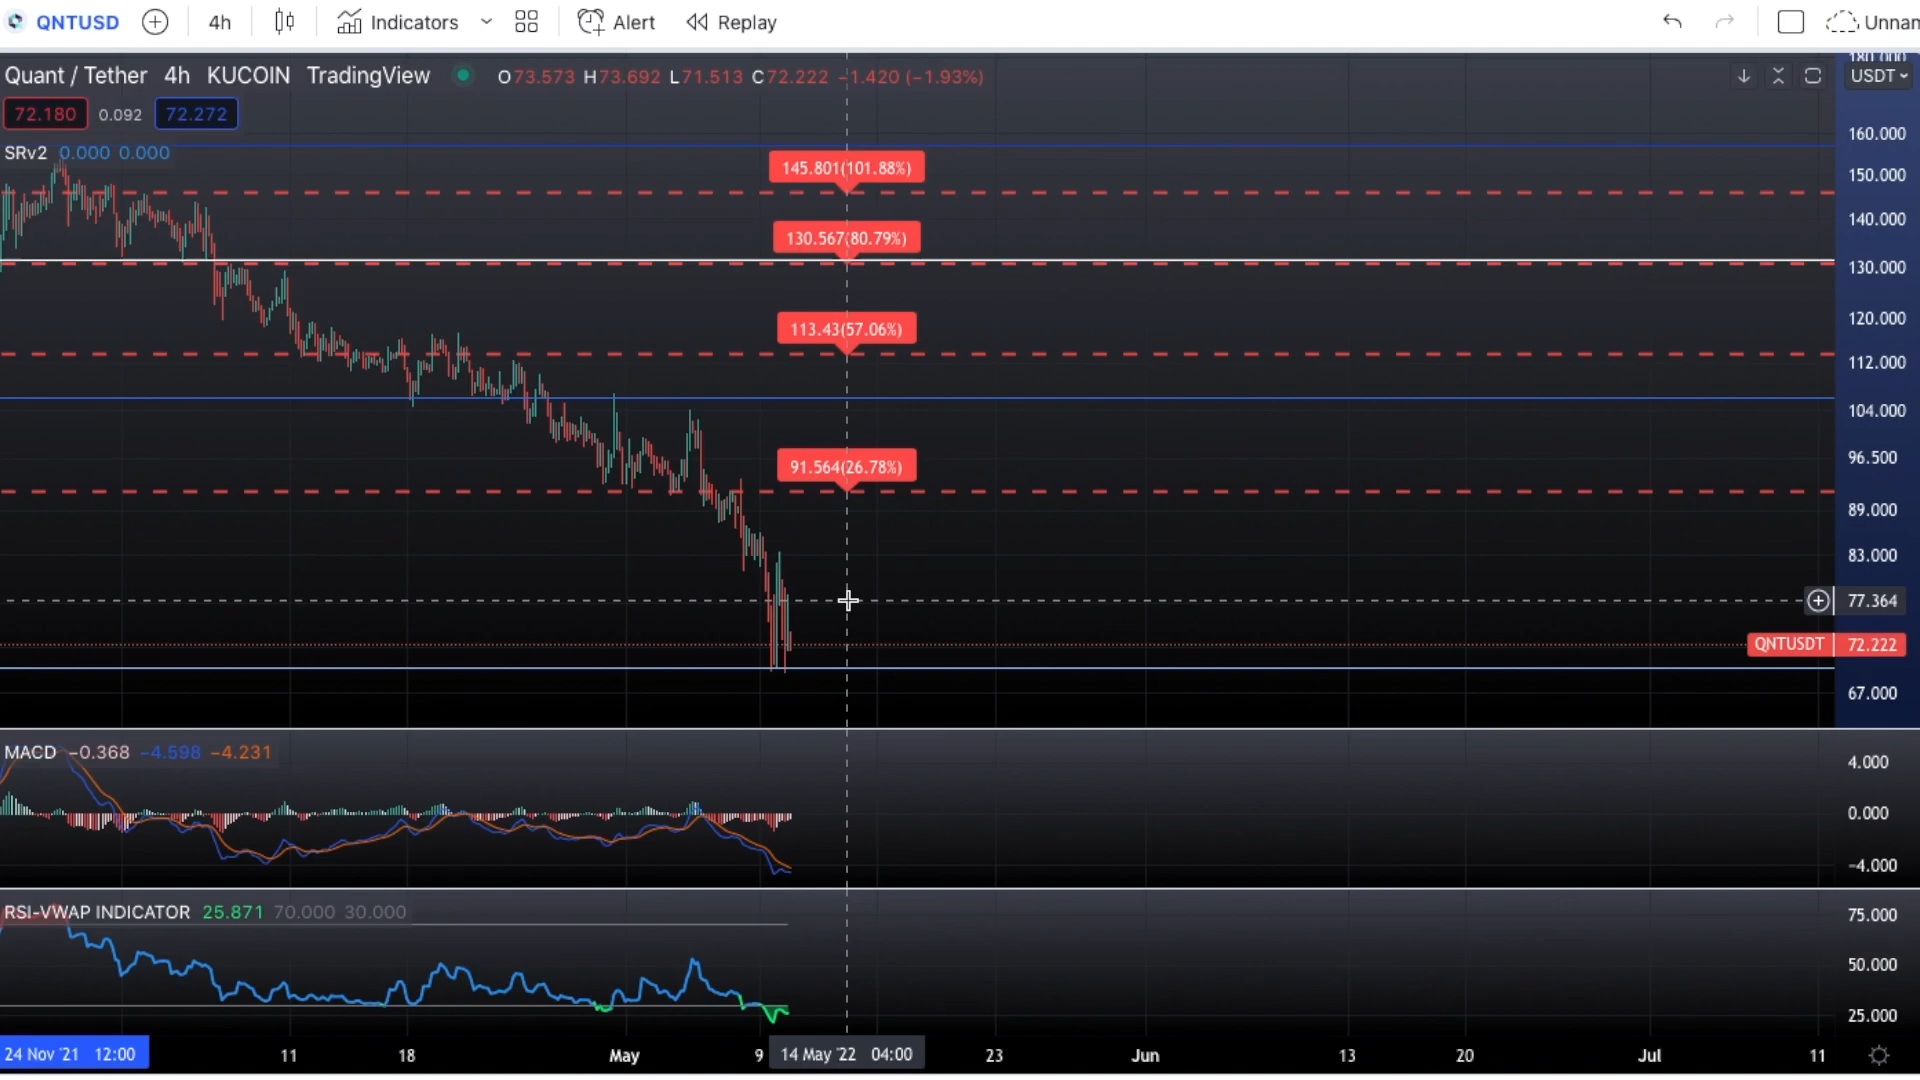 QNTUSD 4h Indicators Alert Replay Unnam
Quant / Tether 4h KUCOIN TradingView O73.573 H73.692 L71.513 C72.222 −1.420 (−1.93%)
180.000
USDT
72.180 0.092 72.272
SRv2 0.000 0.000
160.000
145.801(101.88%)
150.000
140.000
130.567(80.79%)
130.000
120.000
113.43(57.06%)
112.000
104.000
91.564(26.78%)
96.500
89.000
83.000
77.364
QNTUSDT 72.222
67.000
MACD −0.368 −4.598 −4.231
4.000
0.000
−4.000
RSI-VWAP INDICATOR 25.871 70.000 30.000
75.000
50.000
25.000
24 Nov '21 12:00 11 18 May 9 14 May '22 04:00 23 Jun 13 20 Jul 11